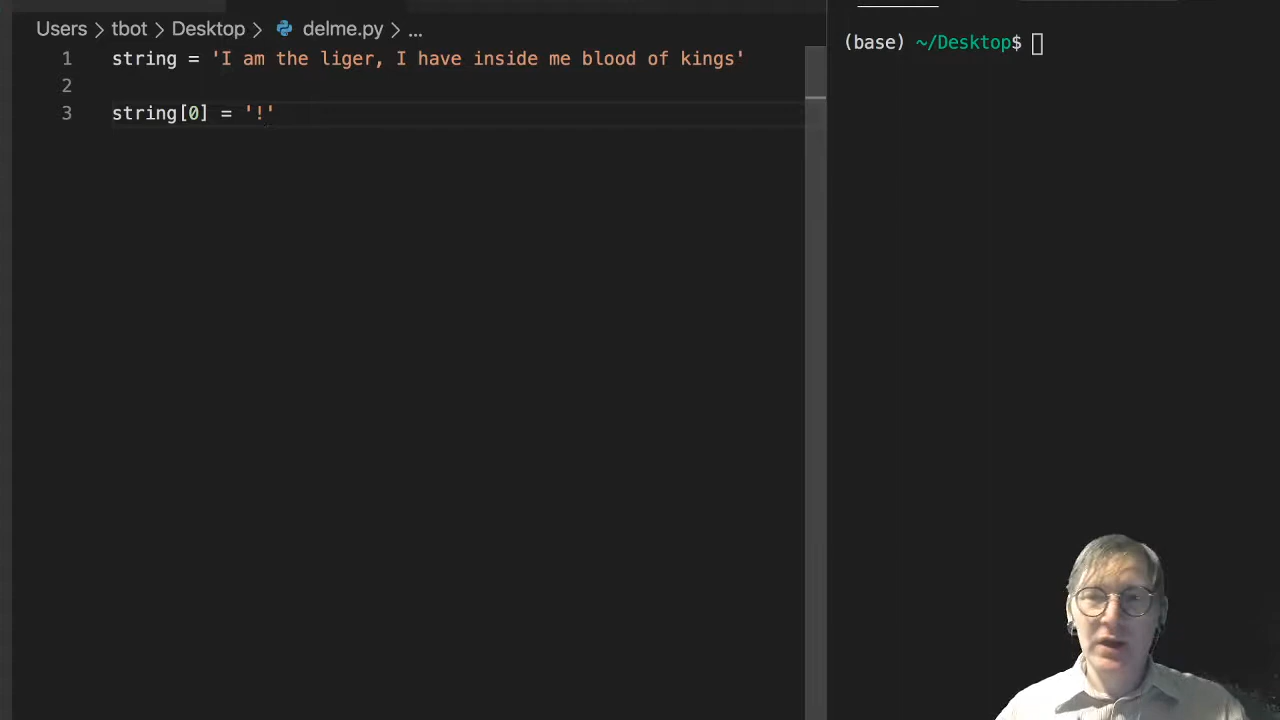 Users > tbot > Desktop > delme.py > ...
1 string = 'I am the liger, I have inside me blood of kings'
2
3 string[0] = '!'
(base) ~/Desktop$